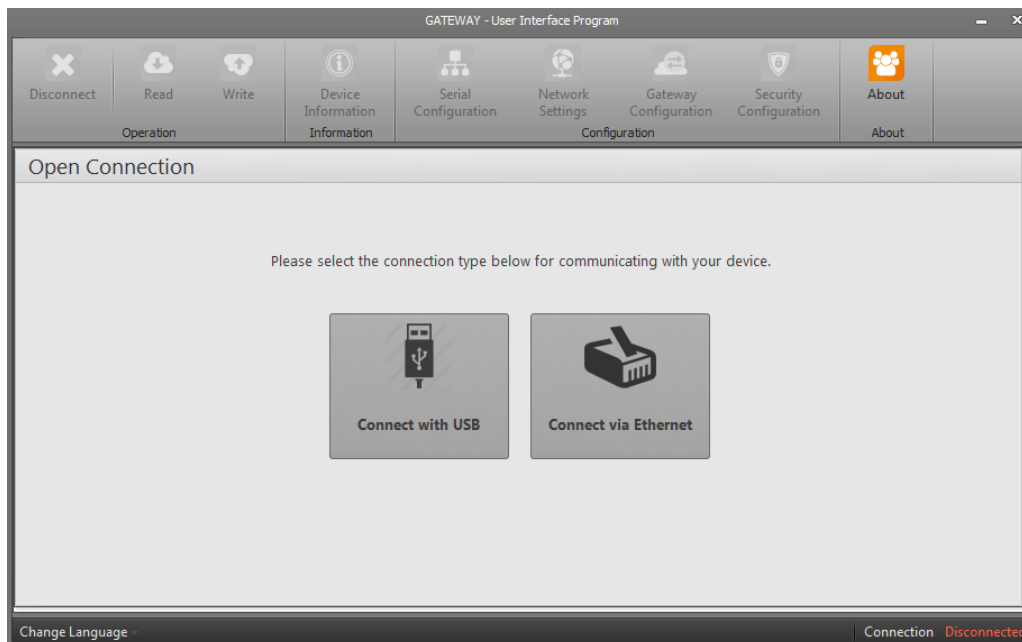 GATEWAY - User Interface Program
Disconnect
Read
Write
Operation
Device
Information
Information
Serial
Configuration
Network
Settings
Gateway
Configuration
Security
Configuration
Configuration
About
About
Open Connection
Please select the connection type below for communicating with your device.
Connect with USB
Connect via Ethernet
Change Language
Connection Disconnected